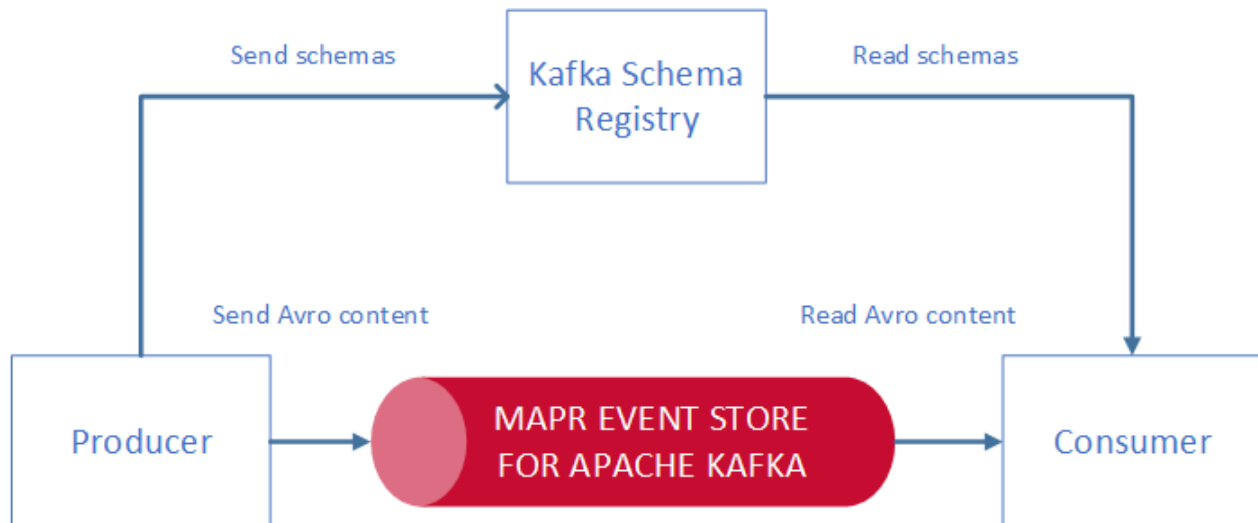 Send schemas
Kafka Schema
Registry
Read schemas
Send Avro content
Read Avro content
Producer
MAPR EVENT STORE
FOR APACHE KAFKA
Consumer